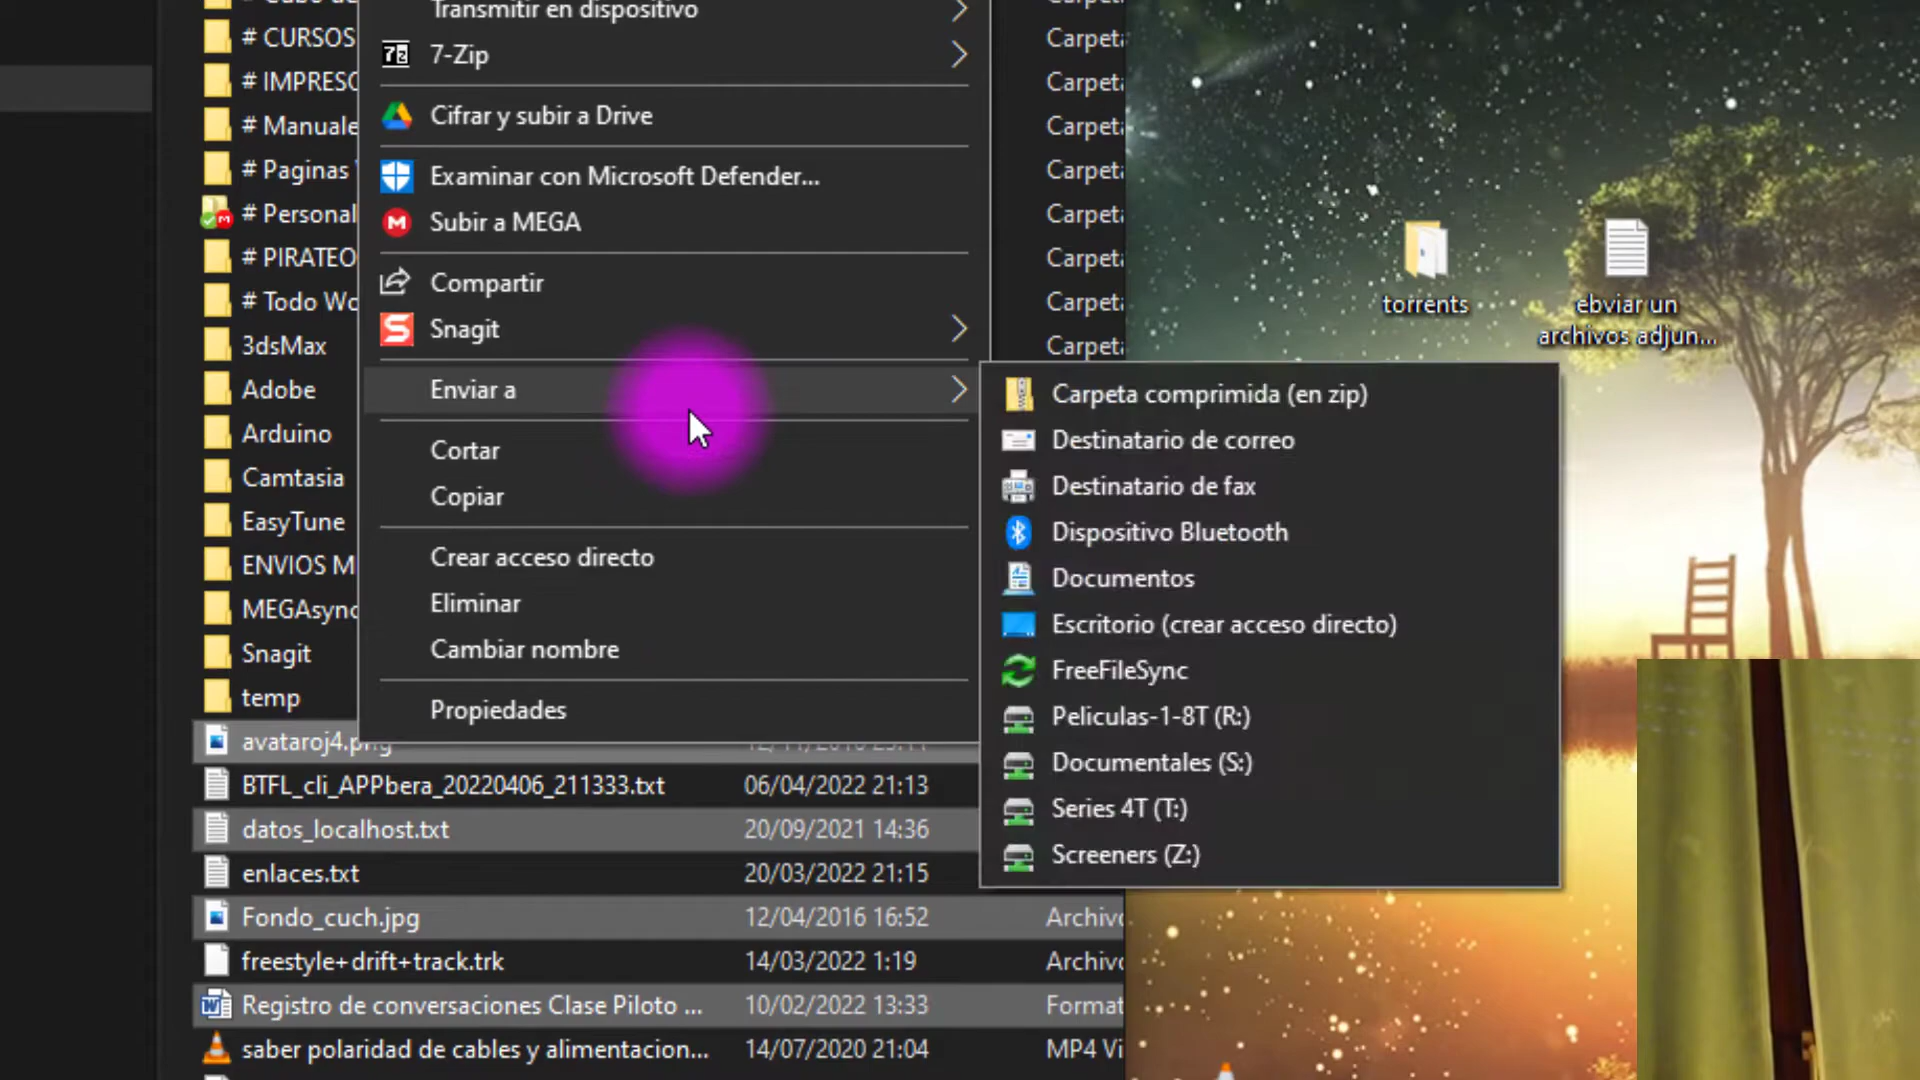 Transmitir en dispositivo
7-Zip
Cifrar y subir a Drive
Examinar con Microsoft Defender...
Subir a MEGA
Compartir
Snagit
Enviar a
Cortar
Copiar
Crear acceso directo
Eliminar
Cambiar nombre
Propiedades
Carpeta comprimida (en zip)
Destinatario de correo
Destinatario de fax
Dispositivo Bluetooth
Documentos
Escritorio (crear acceso directo)
FreeFileSync
Peliculas-1-8T (R:)
Documentales (S:)
Series 4T (T:)
Screeners (Z:)
# CURSOS
# IMPRESO
# Manuale
# Paginas
# Personal
# PIRATEO
# Todo Wo
3dsMax
Adobe
Arduino
Camtasia
EasyTune
ENVIOS M
MEGAsync
Snagit
temp
avataroj4.png
BTFL_cli_APPbera_20220406_211333.txt 06/04/2022 21:13
datos_localhost.txt 20/09/2021 14:36
enlaces.txt 20/03/2022 21:15
Fondo_cuch.jpg 12/04/2016 16:52 Archivo
freestyle+drift+track.trk 14/03/2022 1:19 Archivo
Registro de conversaciones Clase Piloto ... 10/02/2022 13:33 Format
saber polaridad de cables y alimentacion... 14/07/2020 21:04 MP4 Vi
Carpeta
Carpeta
Carpeta
Carpeta
Carpeta
Carpeta
Carpeta
Carpeta
torrents
ebviar un
archivos adjun...